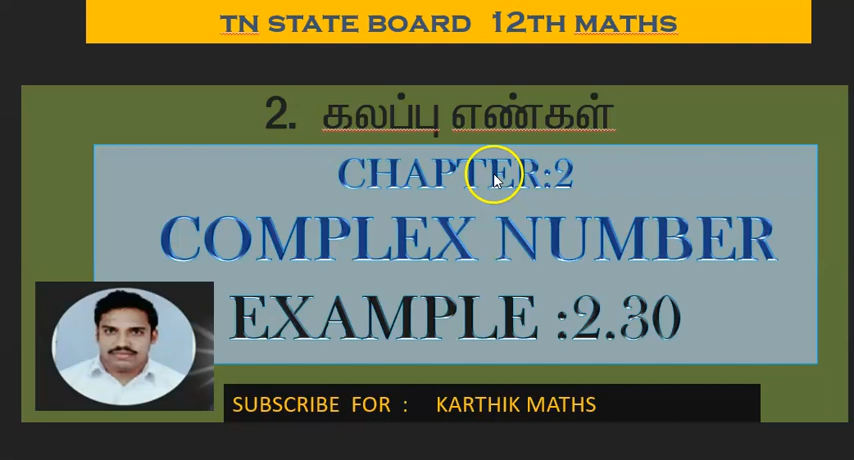 TN STATE BOARD 12TH MATHS
2. கலப்பு எண்கள்
CHAPTER:2
COMPLEX NUMBER
EXAMPLE :2.30
SUBSCRIBE FOR : KARTHIK MATHS